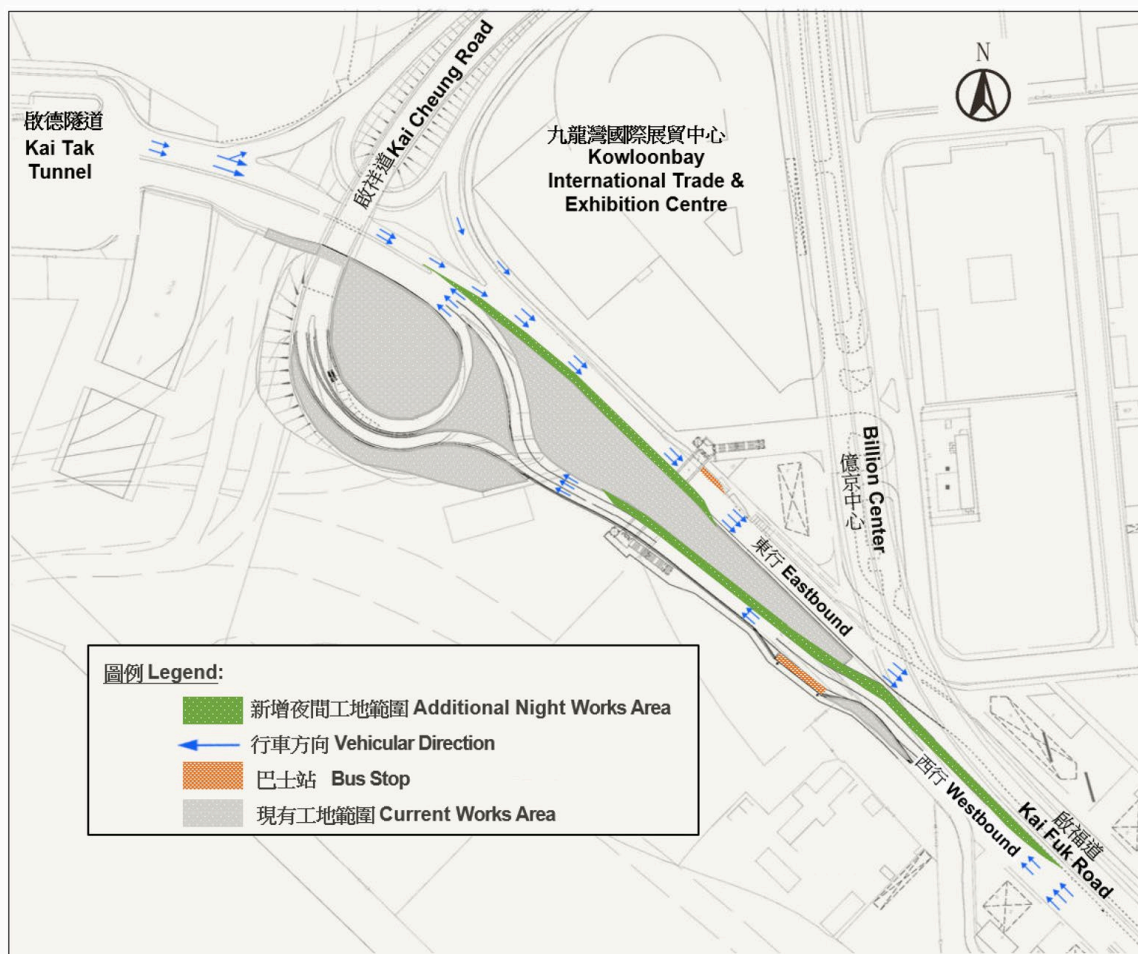 N
啟德隧道
Kai Tak
Tunnel
啟祥道 Kai Cheung Road
九龍灣國際展貿中心
Kowloonbay
International Trade &
Exhibition Centre
Billion Center
億京中心
東行 Eastbound
西行 Westbound
啟福道
Kai Fuk Road
圖例 Legend:
新增夜間工地範圍 Additional Night Works Area
行車方向 Vehicular Direction
巴士站 Bus Stop
現有工地範圍 Current Works Area